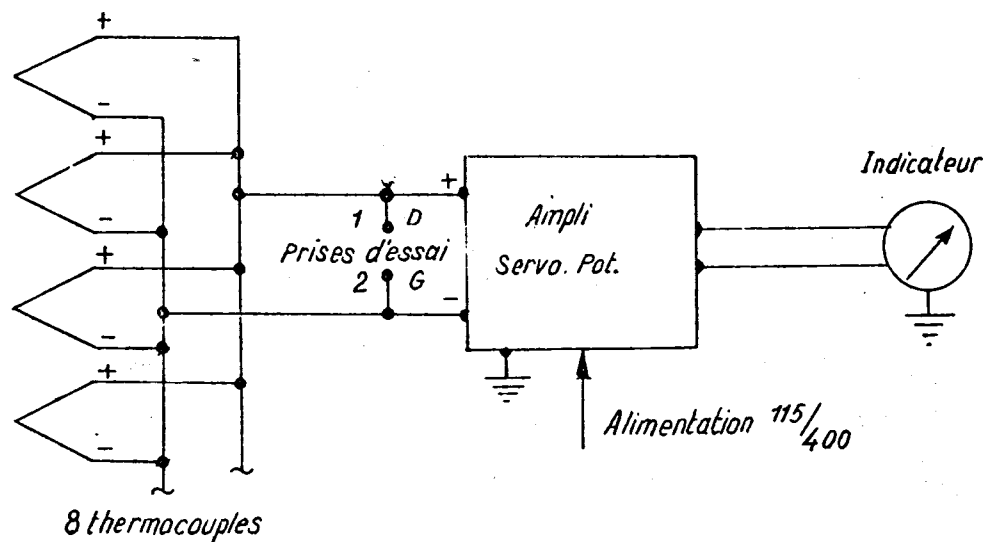 +
-
+
-
+
-
+
-
8 thermocouples
1 D
Prises d'essai
2 G
+
-
Ampli
Servo. Pot.
Alimentation 115/400
Indicateur